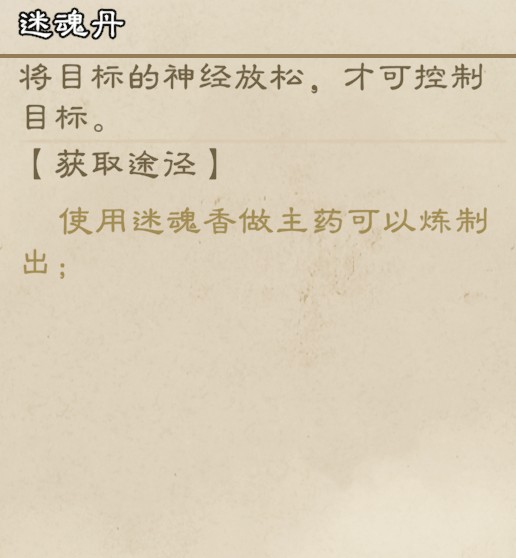 迷魂丹
将目标的神经放松，才可控制
目标。
【获取途径】
使用迷魂香做主药可以炼制
出；